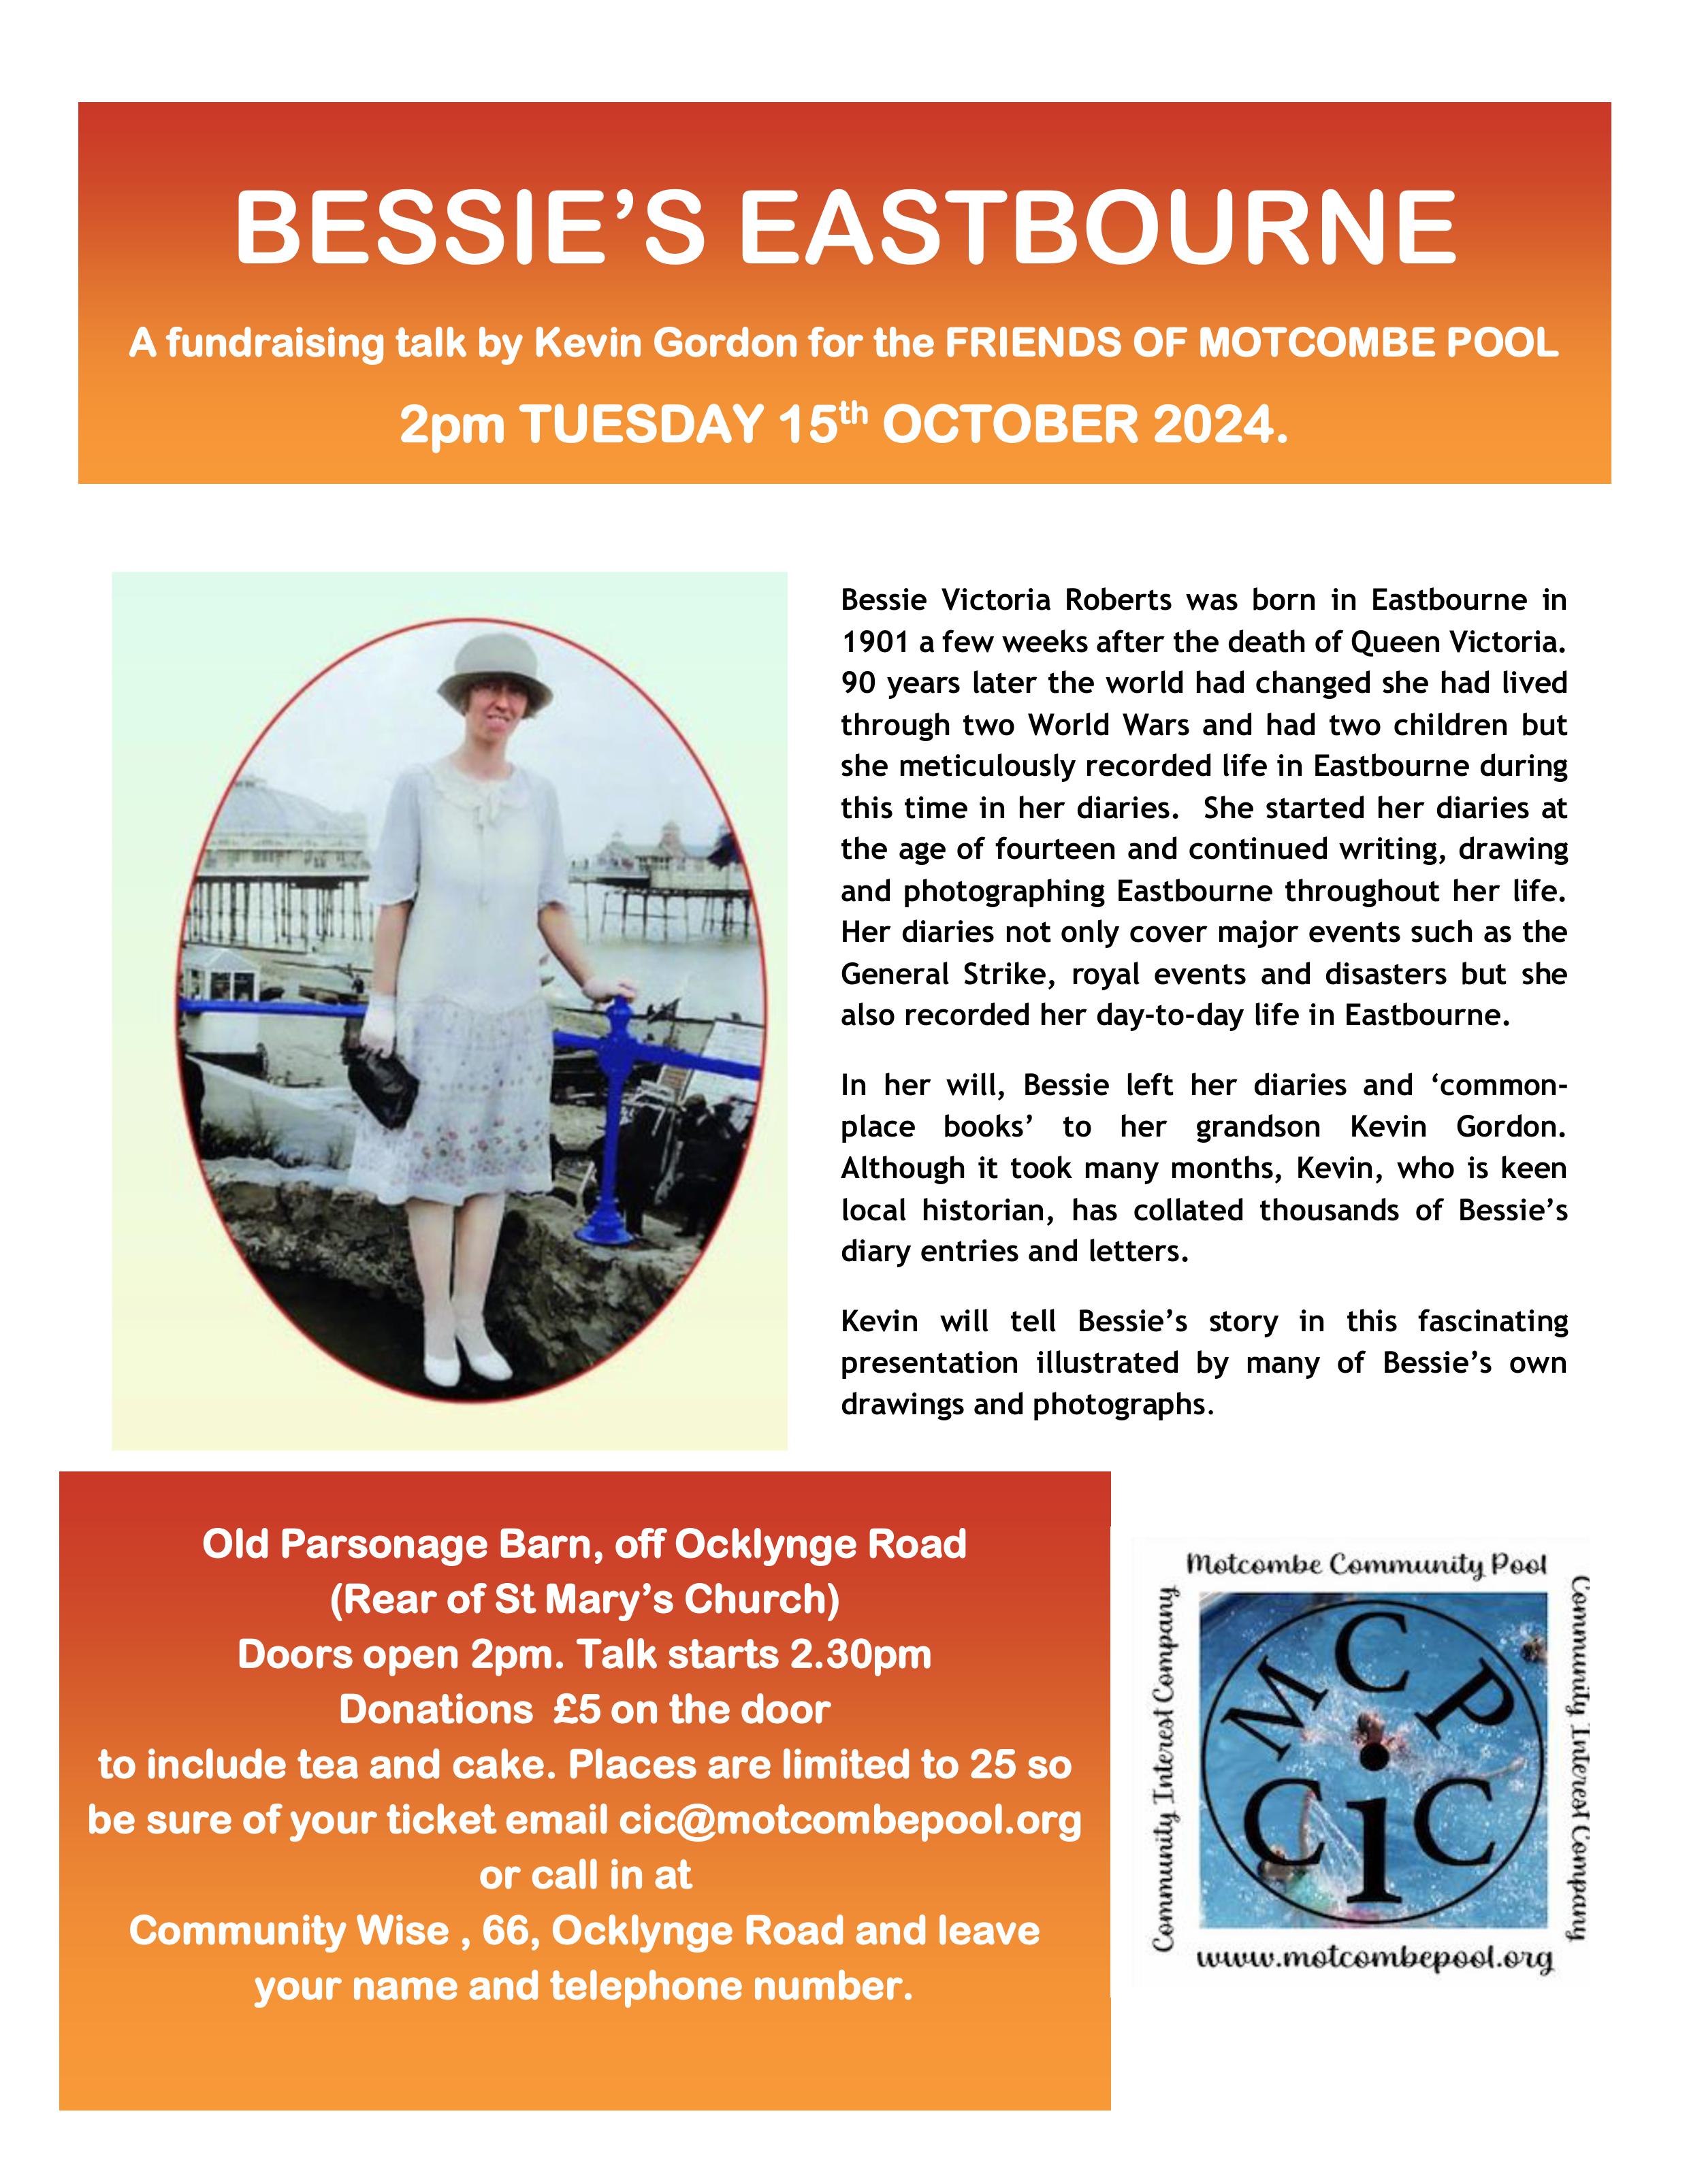 BESSIE’S EASTBOURNE
A fundraising talk by Kevin Gordon for the FRIENDS OF MOTCOMBE POOL
2pm TUESDAY 15th OCTOBER 2024.
Bessie Victoria Roberts was born in Eastbourne in
1901 a few weeks after the death of Queen Victoria.
90 years later the world had changed she had lived
through two World Wars and had two children but
she meticulously recorded life in Eastbourne during
this time in her diaries. She started her diaries at
the age of fourteen and continued writing, drawing
and photographing Eastbourne throughout her life.
Her diaries not only cover major events such as the
General Strike, royal events and disasters but she
also recorded her day-to-day life in Eastbourne.
In her will, Bessie left her diaries and ‘common-
place books’ to her grandson Kevin Gordon.
Although it took many months, Kevin, who is keen
local historian, has collated thousands of Bessie’s
diary entries and letters.
Kevin will tell Bessie’s story in this fascinating
presentation illustrated by many of Bessie’s own
drawings and photographs.
Old Parsonage Barn, off Ocklynge Road
(Rear of St Mary’s Church)
Doors open 2pm. Talk starts 2.30pm
Donations £5 on the door
to include tea and cake. Places are limited to 25 so
be sure of your ticket email cic@motcombepool.org
or call in at
Community Wise , 66, Ocklynge Road and leave
your name and telephone number.
Motcombe Community Pool
Community Interest Company
MCP
CiC
Community Interest Company
www.motcombepool.org